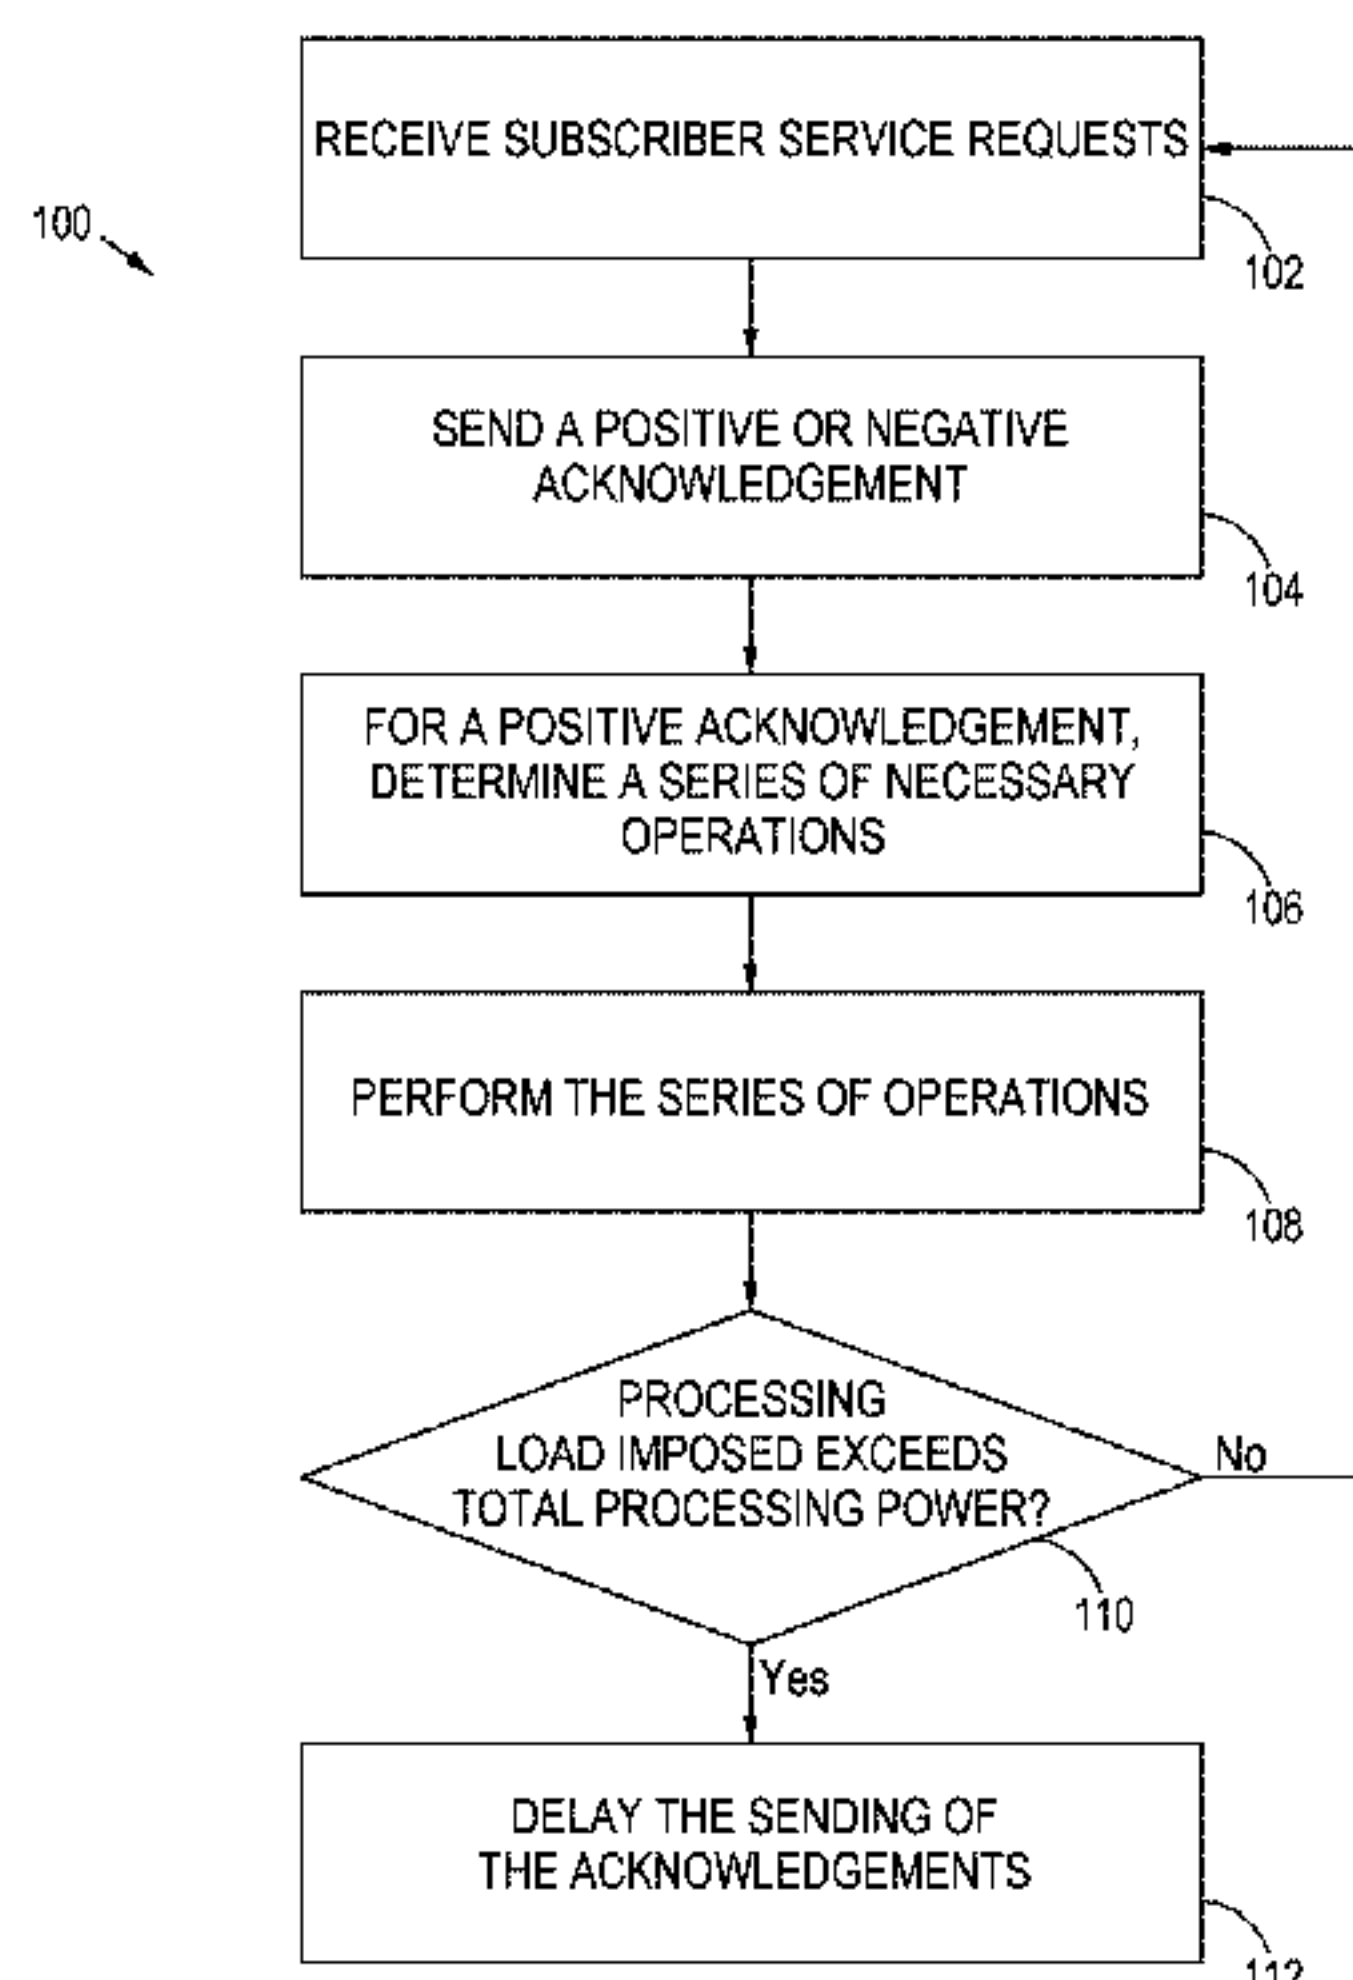 RECEIVE SUBSCRIBER SERVICE REQUESTS
100
102
SEND A POSITIVE OR NEGATIVE
ACKNOWLEDGEMENT
104
FOR A POSITIVE ACKNOWLEDGEMENT,
DETERMINE A SERIES OF NECESSARY
OPERATIONS
106
PERFORM THE SERIES OF OPERATIONS
108
PROCESSING
LOAD IMPOSED EXCEEDS
TOTAL PROCESSING POWER?
No
110
Yes
DELAY THE SENDING OF
THE ACKNOWLEDGEMENTS
112